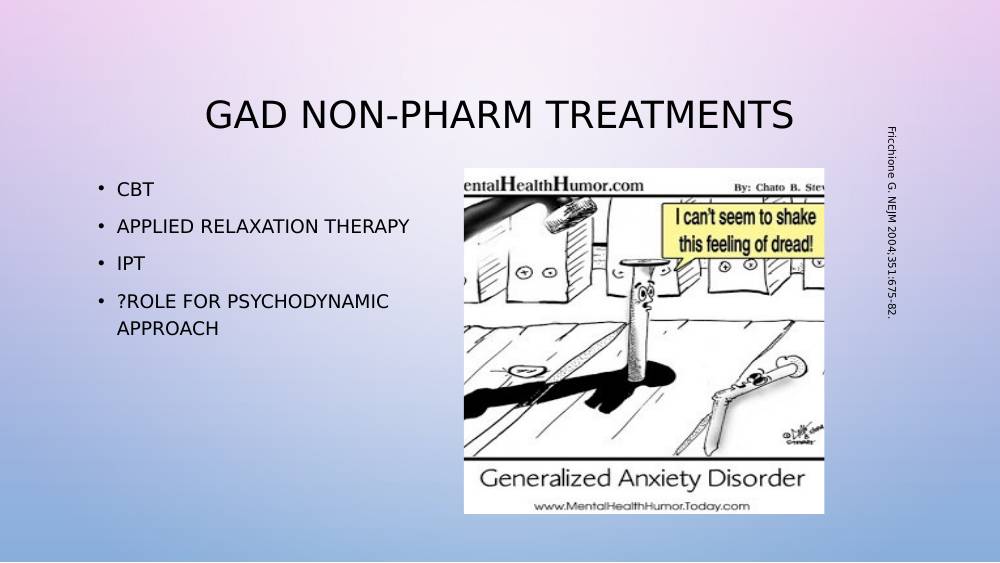 GAD NON-PHARM TREATMENTS
• CBT
• APPLIED RELAXATION THERAPY
• IPT
• ?ROLE FOR PSYCHODYNAMIC
APPROACH
entalHealthHumor.com By: Chato B. Stev
I can't seem to shake
this feeling of dread!
Generalized Anxiety Disorder
www.MentalHealthHumor.Today.com
Fricchione G. NEJM 2004;351:675-82.